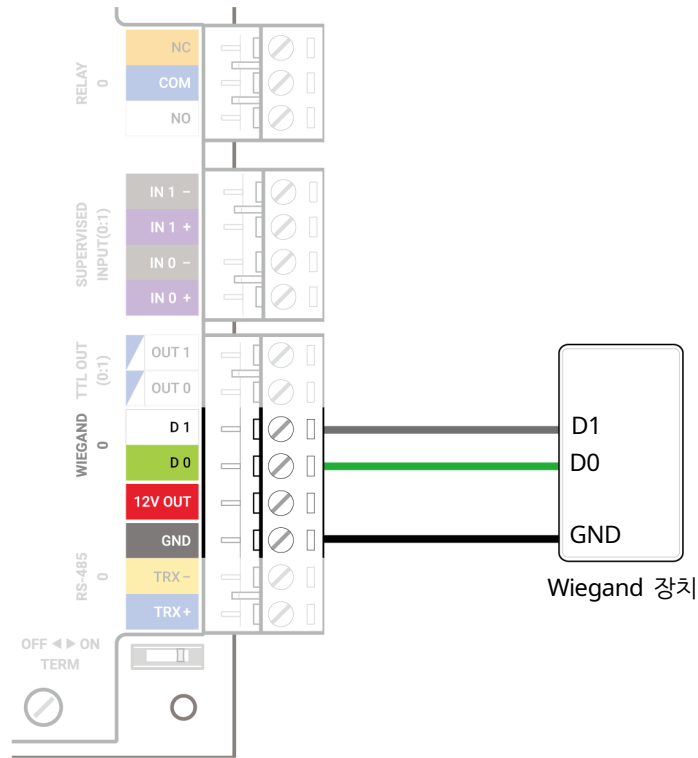 RELAY
0
NC
COM
NO
SUPERVISED
INPUT(0:1)
IN 1 −
IN 1 +
IN 0 −
IN 0 +
TTL OUT
(0:1)
OUT 1
OUT 0
WIEGAND
0
D 1
D 0
12V OUT
GND
RS-485
0
TRX −
TRX +
OFF ◀ ▶ ON
TERM
D1
D0
GND
Wiegand 장치